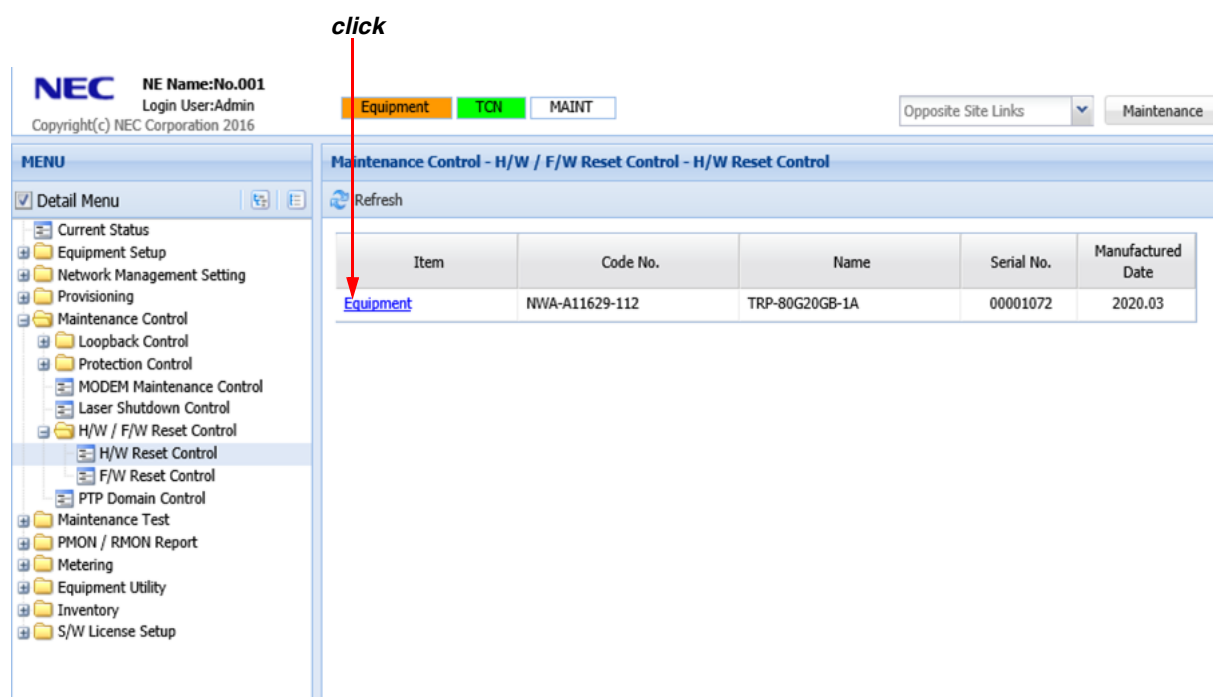 click
NEC
NE Name:No.001
Login User:Admin
Copyright(c) NEC Corporation 2016
Equipment TCN MAINT
Opposite Site Links
Maintenance
MENU
Detail Menu
Current Status
Equipment Setup
Network Management Setting
Provisioning
Maintenance Control
Loopback Control
Protection Control
MODEM Maintenance Control
Laser Shutdown Control
H/W / F/W Reset Control
H/W Reset Control
F/W Reset Control
PTP Domain Control
Maintenance Test
PMON / RMON Report
Metering
Equipment Utility
Inventory
S/W License Setup
Maintenance Control - H/W / F/W Reset Control - H/W Reset Control
Refresh
Item Code No. Name Serial No. Manufactured Date
Equipment NWA-A11629-112 TRP-80G20GB-1A 00001072 2020.03